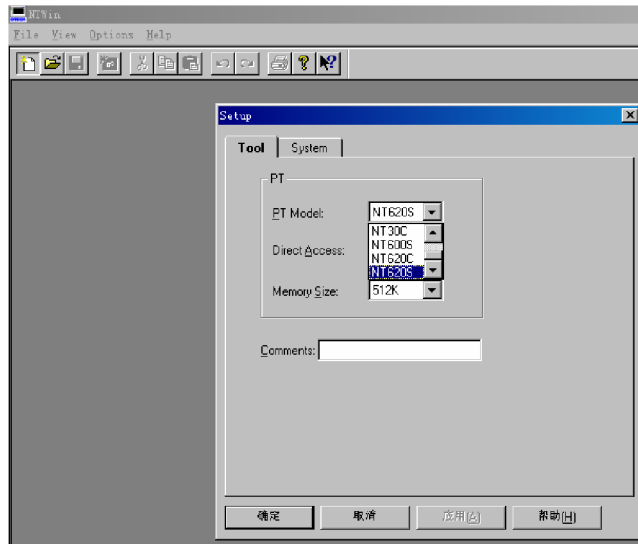 NTWin
File View Options Help
Setup
Tool System
PT
PT Model: NT620S
NT30C
NT600S
Direct Access:
NT620C
NT620S
Memory Size: 512K
Comments:
确定 取消 应用(A) 帮助(H)